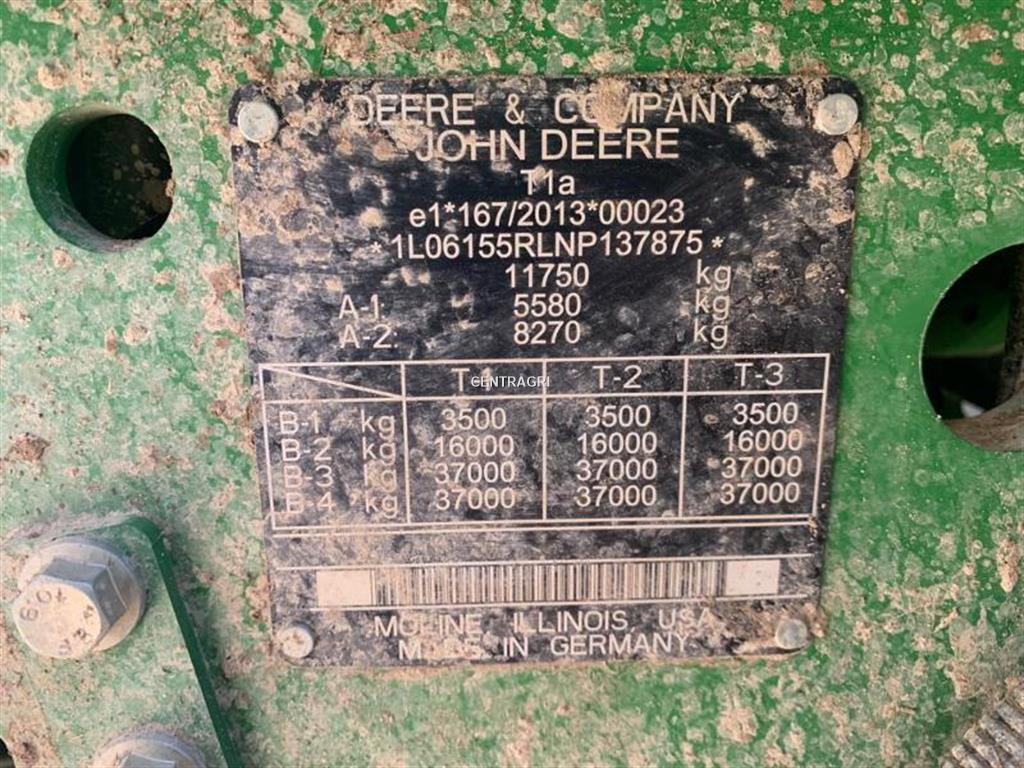 DEERE & COMPANY
JOHN DEERE
T1a
e1*167/2013*00023
*1L06155RLNP137875*
11750 kg
A-1: 5580 kg
A-2: 8270 kg
T-1 T-2 T-3
CENTRAGRI
B-1 kg 3500 3500 3500
B-2 kg 16000 16000 16000
B-3 kg 37000 37000 37000
B-4 kg 37000 37000 37000
MOLINE, ILLINOIS, USA
MADE IN GERMANY